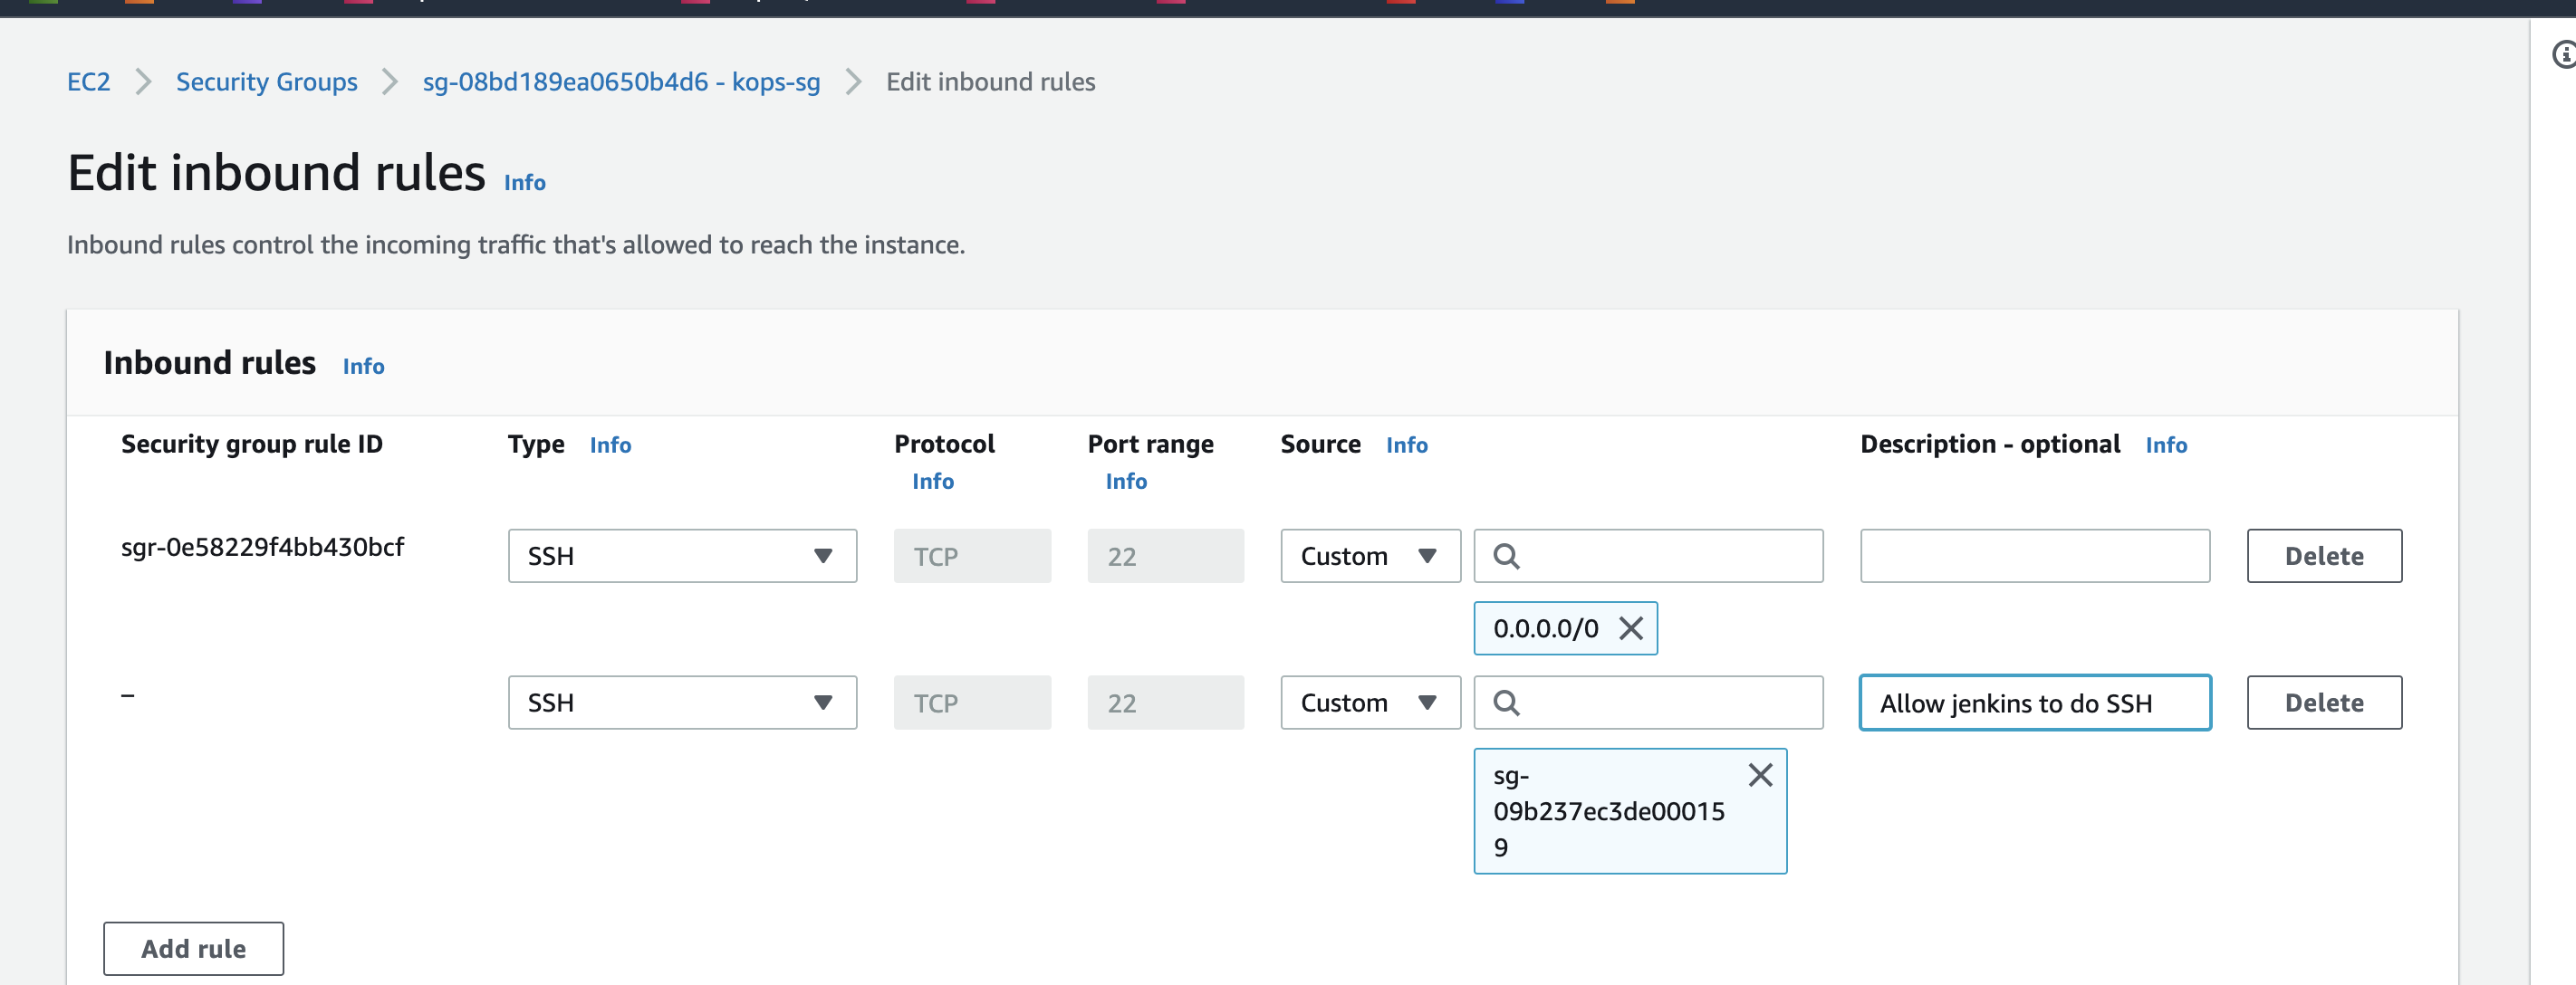 EC2 Security Groups sg-08bd189ea0650b4d6 - kops-sg Edit inbound rules
Edit inbound rules Info
Inbound rules control the incoming traffic that's allowed to reach the instance.
Inbound rules Info
Security group rule ID Type Info Protocol Info Port range Info Source Info Description - optional Info
sgr-0e58229f4bb430bcf SSH TCP 22 Custom Delete
0.0.0.0/0
– SSH TCP 22 Custom Allow jenkins to do SSH Delete
sg-
09b237ec3de00015
9
Add rule